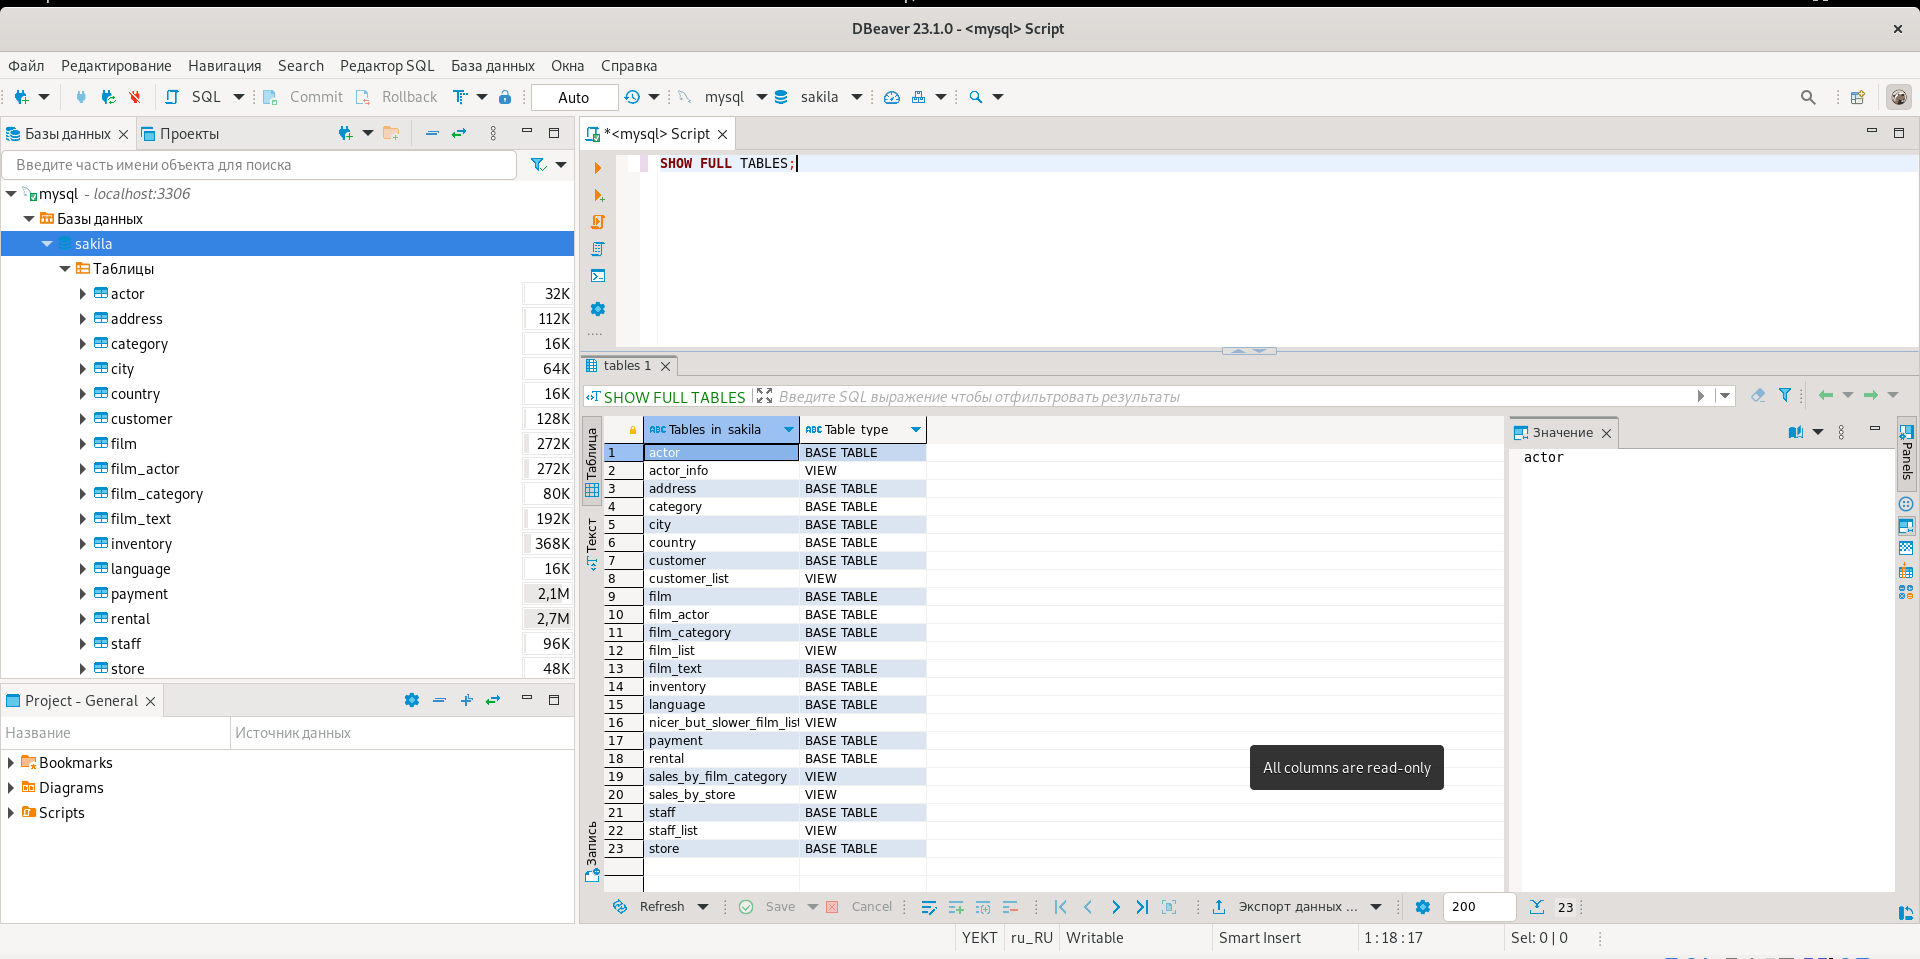 DBeaver 23.1.0 - <mysql> Script
Файл Редактирование Навигация Search Редактор SQL База данных Окна Справка
SQL Commit Rollback Auto mysql sakila
Базы данных Проекты
Введите часть имени объекта для поиска
mysql - localhost:3306
Базы данных
sakila
Таблицы
actor 32K
address 112K
category 16K
city 64K
country 16K
customer 128K
film 272K
film_actor 272K
film_category 80K
film_text 192K
inventory 368K
language 16K
payment 2,1M
rental 2,7M
staff 96K
store 48K
Project - General
Название Источник данных
Bookmarks
Diagrams
Scripts
*<mysql> Script
SHOW FULL TABLES;
tables 1
SHOW FULL TABLES Введите SQL выражение чтобы отфильтровать результаты
Таблица
Текст
Запись
ABC Tables in sakila ABC Table type
1 actor BASE TABLE
2 actor_info VIEW
3 address BASE TABLE
4 category BASE TABLE
5 city BASE TABLE
6 country BASE TABLE
7 customer BASE TABLE
8 customer_list VIEW
9 film BASE TABLE
10 film_actor BASE TABLE
11 film_category BASE TABLE
12 film_list VIEW
13 film_text BASE TABLE
14 inventory BASE TABLE
15 language BASE TABLE
16 nicer_but_slower_film_list VIEW
17 payment BASE TABLE
18 rental BASE TABLE
19 sales_by_film_category VIEW
20 sales_by_store VIEW
21 staff BASE TABLE
22 staff_list VIEW
23 store BASE TABLE
All columns are read-only
Значение
actor
Panels
Refresh Save Cancel Экспорт данных ... 200 23
YEKT ru_RU Writable Smart Insert 1 : 18 : 17 Sel: 0 | 0